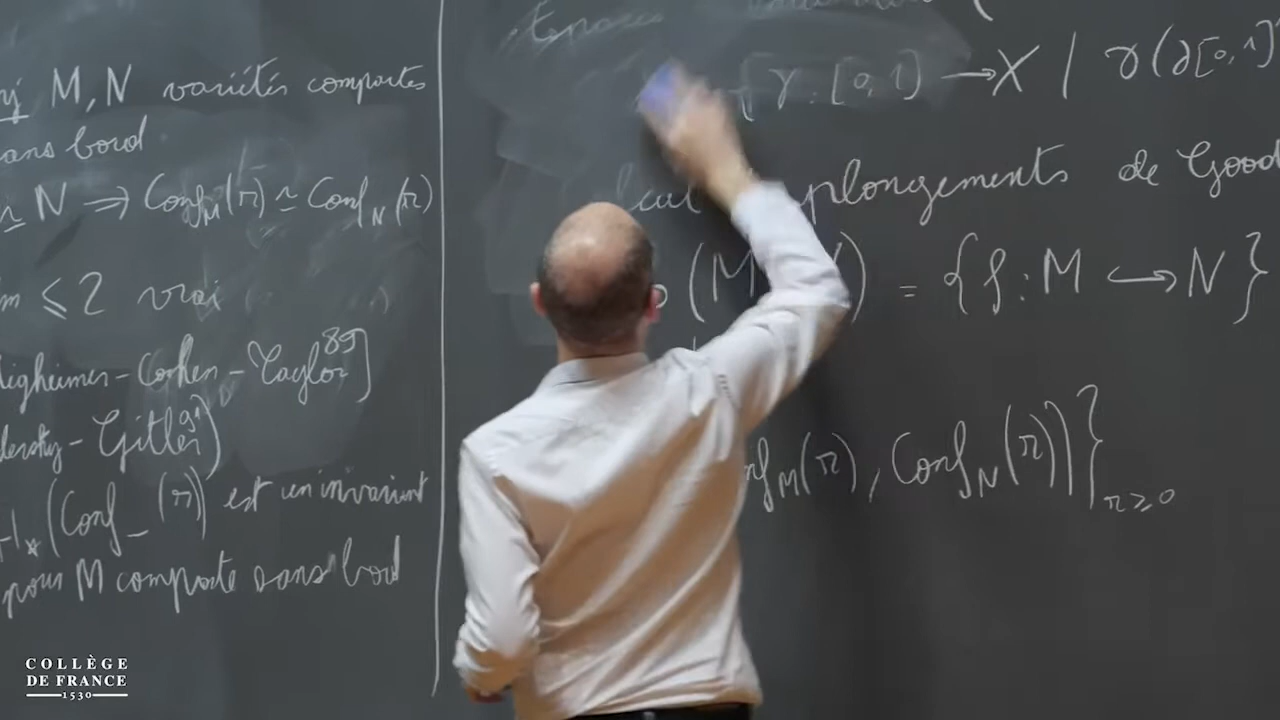 M, N variétés compactes
sans bord
≃ N ⇒ Conf_M(r) ≃ Conf_N(r)
≤ 2 vrai
Cohen - Taylor 89]
Gitler 91)
H_*(Conf_-(r)) est un invariant
pour M compacte sans bord
Espaces
{γ : [0,1] → X | γ(∂[0,1]
plongements de Good
(M = {f : M ↪ N}
Conf_M(r), Conf_N(r))}_{r≥0}
COLLÈGE
DE FRANCE
1530